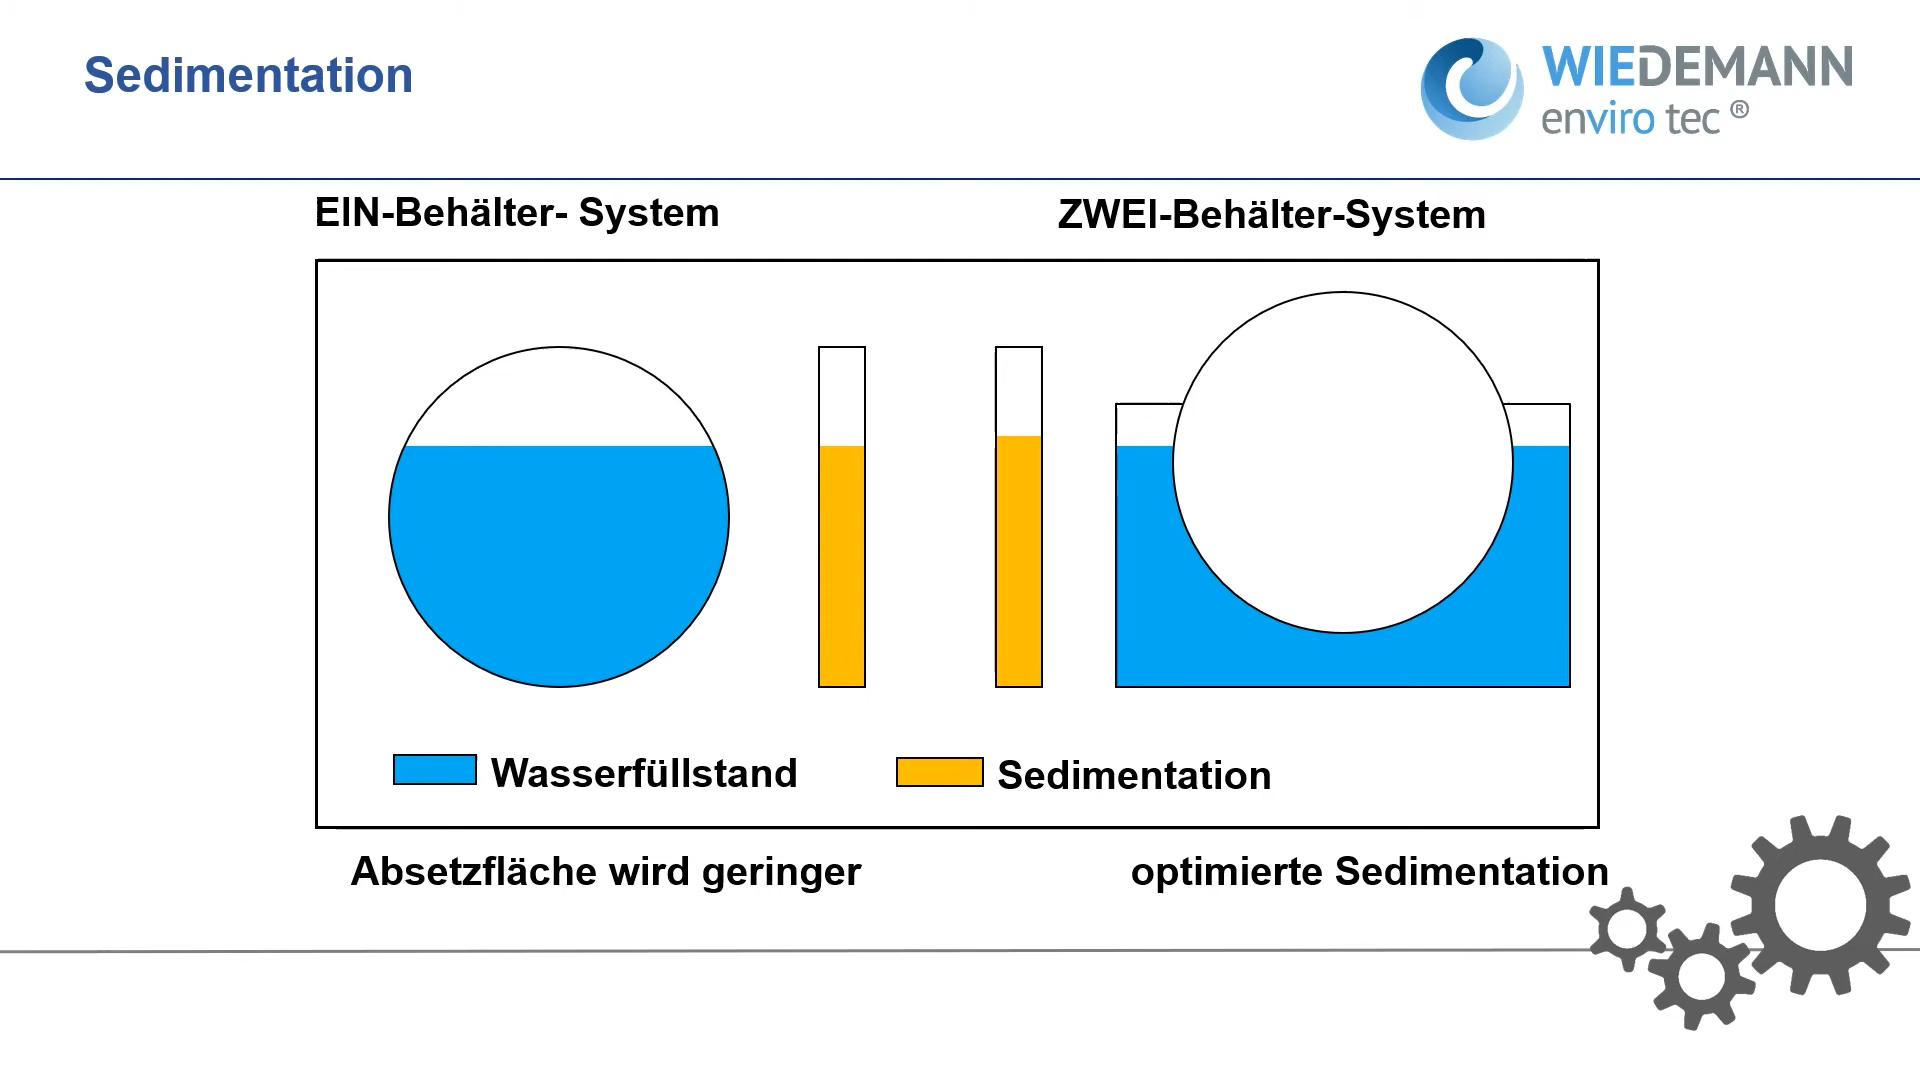 Sedimentation
WIEDEMANN
enviro tec ®
EIN-Behälter- System
ZWEI-Behälter-System
Wasserfüllstand
Sedimentation
Absetzfläche wird geringer
optimierte Sedimentation